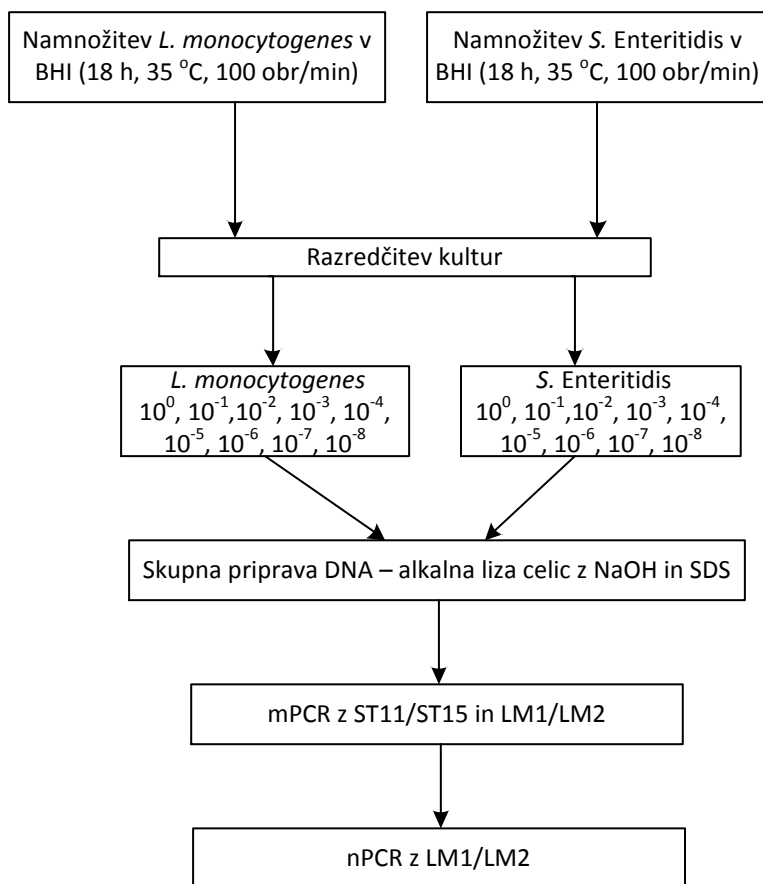 Namnožitev L. monocytogenes v
BHI (18 h, 35 °C, 100 obr/min)
Namnožitev S. Enteritidis v
BHI (18 h, 35 °C, 100 obr/min)
Razredčitev kultur
L. monocytogenes
10⁰, 10⁻¹,10⁻², 10⁻³, 10⁻⁴,
10⁻⁵, 10⁻⁶, 10⁻⁷, 10⁻⁸
S. Enteritidis
10⁰, 10⁻¹,10⁻², 10⁻³, 10⁻⁴,
10⁻⁵, 10⁻⁶, 10⁻⁷, 10⁻⁸
Skupna priprava DNA – alkalna liza celic z NaOH in SDS
mPCR z ST11/ST15 in LM1/LM2
nPCR z LM1/LM2